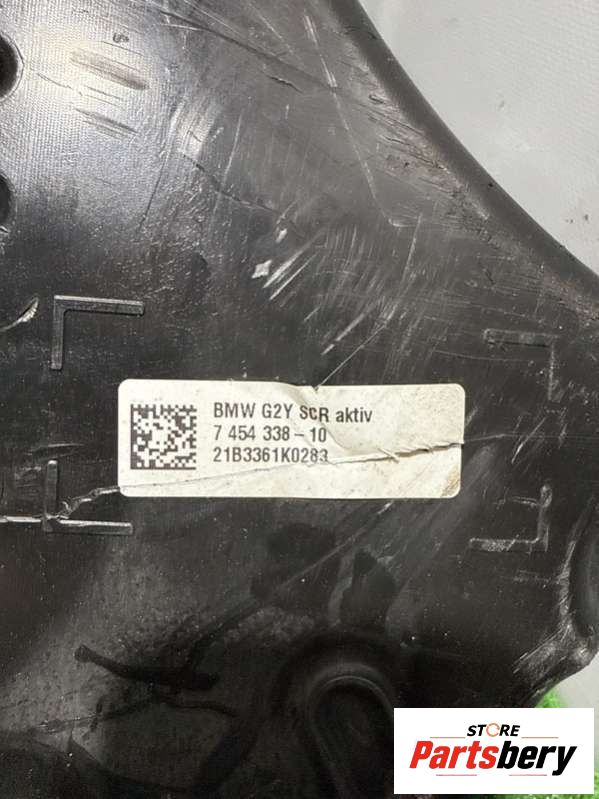 BMW G2Y SCR aktiv
7 454 338-10
21B3361K0283
STORE
Partsbery